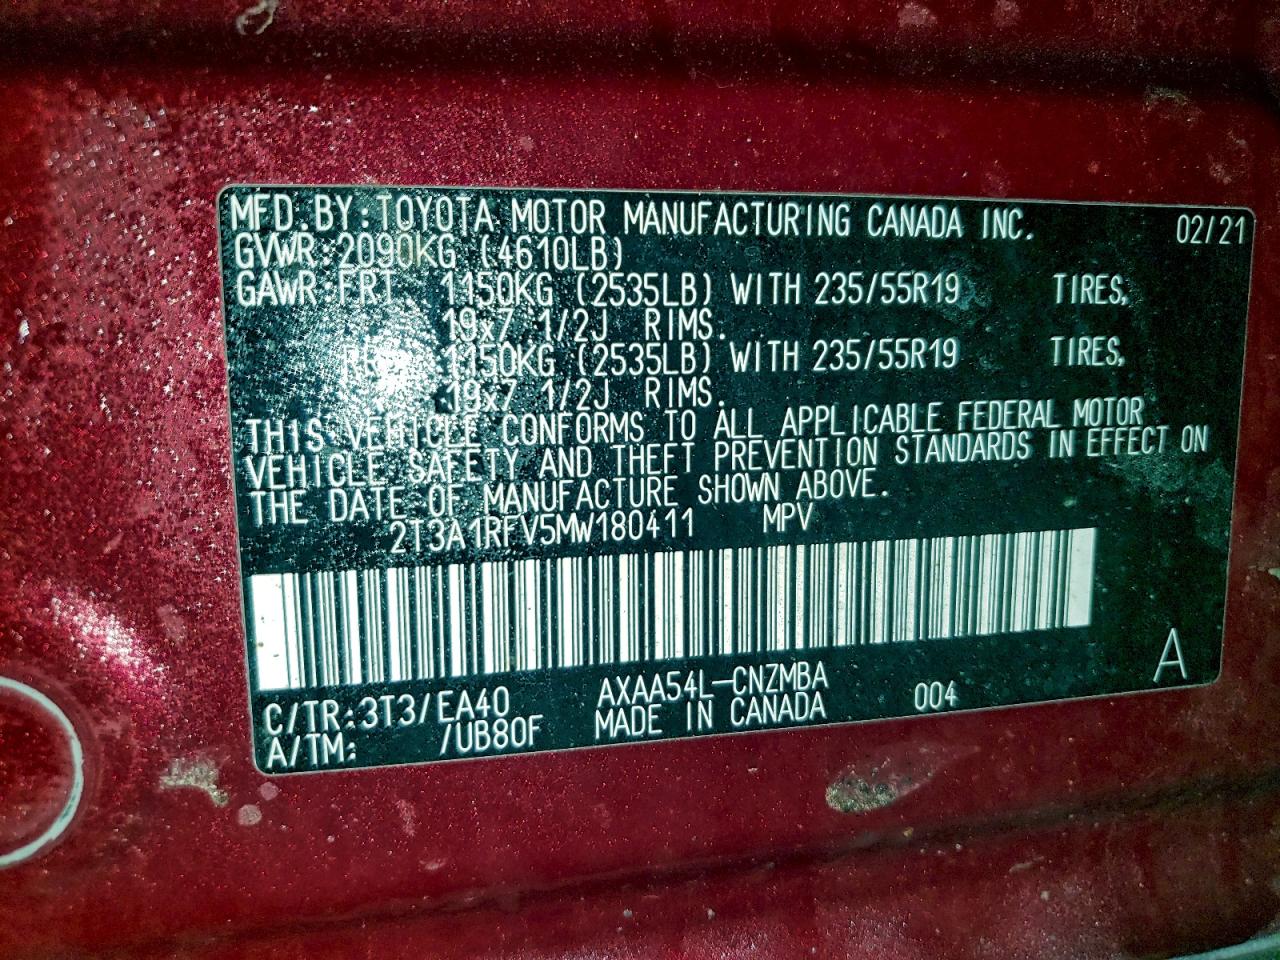 MFD.BY:TOYOTA MOTOR MANUFACTURING CANADA INC. 02/21
GVWR:2090KG (4610LB)
GAWR FRT 1150KG (2535LB) WITH 235/55R19 TIRES,
19x7 1/2J RIMS.
RR 1150KG (2535LB) WITH 235/55R19 TIRES,
19x7 1/2J RIMS.
THIS VEHICLE CONFORMS TO ALL APPLICABLE FEDERAL MOTOR
VEHICLE SAFETY AND THEFT PREVENTION STANDARDS IN EFFECT ON
THE DATE OF MANUFACTURE SHOWN ABOVE.
2T3A1RFV5MW180411 MPV
C/TR:3T3/EA40 AXAA54L-CNZMBA 004 A
A/TM: /UB80F MADE IN CANADA